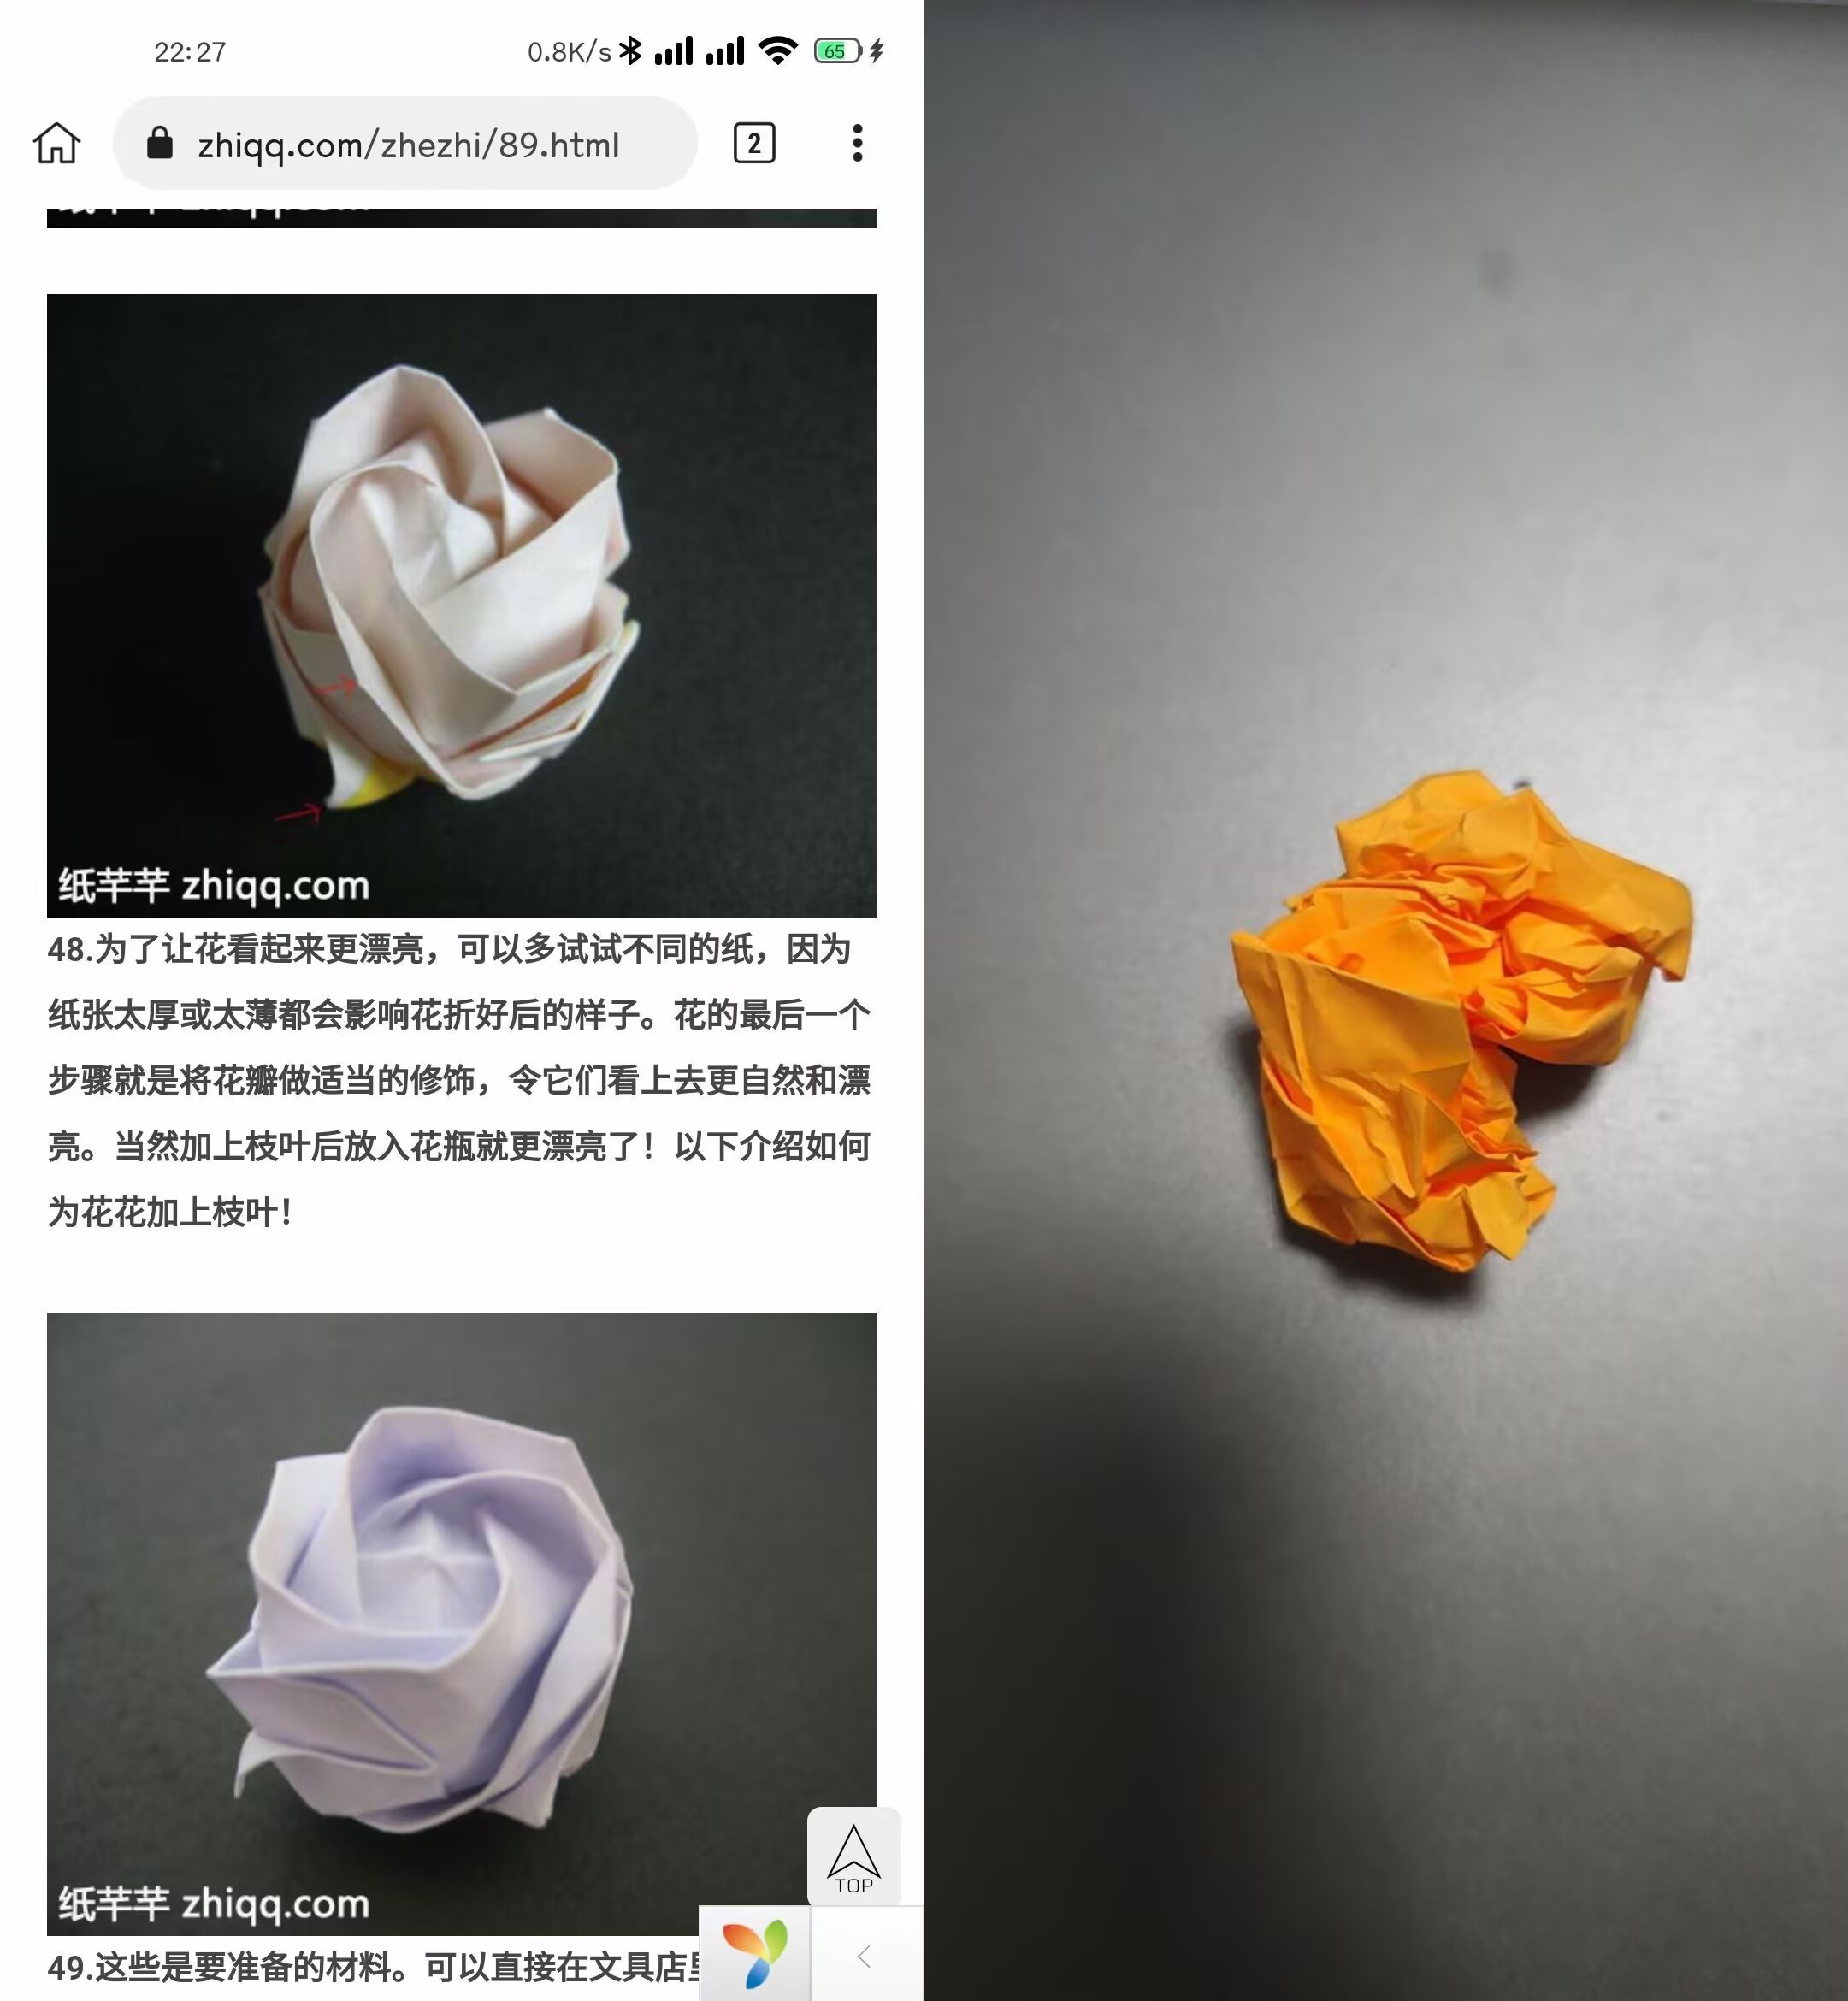 22:27
0.8K/s
65
zhiqq.com/zhezhi/89.html
2
纸芊芊 zhiqq.com
48.为了让花看起来更漂亮，可以多试试不同的纸，因为
纸张太厚或太薄都会影响花折好后的样子。花的最后一个
步骤就是将花瓣做适当的修饰，令它们看上去更自然和漂
亮。当然加上枝叶后放入花瓶就更漂亮了！以下介绍如何
为花花加上枝叶！
TOP
纸芊芊 zhiqq.com
49.这些是要准备的材料。可以直接在文具店